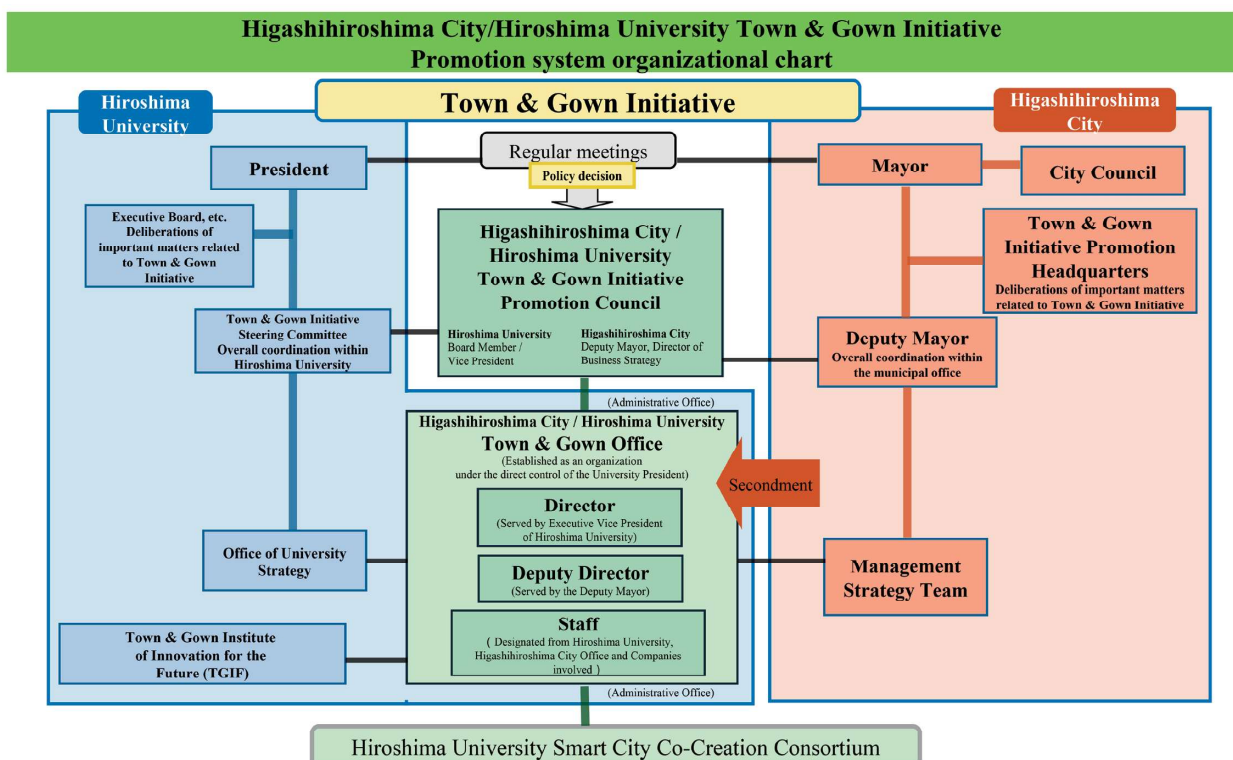 Higashihiroshima City/Hiroshima University Town & Gown Initiative
Promotion system organizational chart
Town & Gown Initiative
Hiroshima
University
Higashihiroshima
City
Regular meetings
Policy decision
President
Mayor
City Council
Executive Board, etc.
Deliberations of
important matters related
to Town & Gown
Initiative
Higashihiroshima City /
Hiroshima University
Town & Gown Initiative
Promotion Council
Hiroshima University
Board Member /
Vice President
Higashihiroshima City
Deputy Mayor, Director of
Business Strategy
Town & Gown
Initiative Promotion
Headquarters
Deliberations of important matters
related to Town & Gown Initiative
Town & Gown Initiative
Steering Committee
Overall coordination within
Hiroshima University
Deputy Mayor
Overall coordination within
the municipal office
(Administrative Office)
Higashihiroshima City / Hiroshima University
Town & Gown Office
(Established as an organization
under the direct control of the University President)
Secondment
Director
(Served by Executive Vice President
of Hiroshima University)
Office of University
Strategy
Deputy Director
(Served by the Deputy Mayor)
Management
Strategy Team
Staff
( Designated from Hiroshima University,
Higashihiroshima City Office and Companies
involved )
Town & Gown Institute
of Innovation for the
Future (TGIF)
(Administrative Office)
Hiroshima University Smart City Co-Creation Consortium